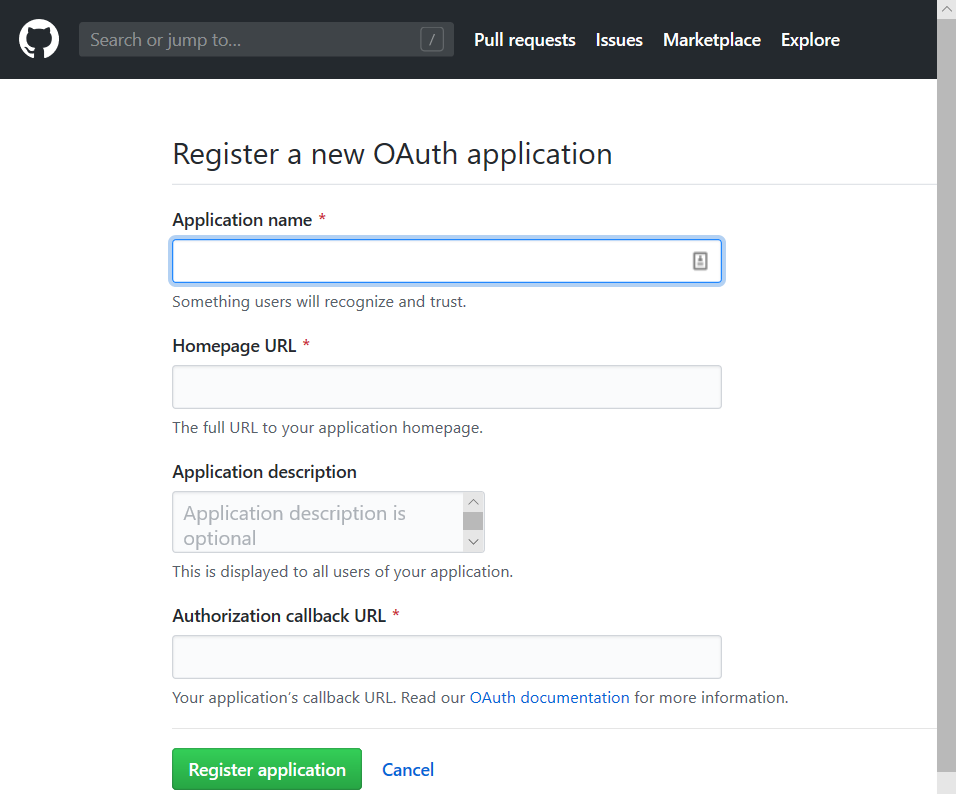 Search or jump to... /
Pull requests Issues Marketplace Explore
Register a new OAuth application
Application name *
Something users will recognize and trust.
Homepage URL *
The full URL to your application homepage.
Application description
Application description is
optional
This is displayed to all users of your application.
Authorization callback URL *
Your application’s callback URL. Read our OAuth documentation for more information.
Register application Cancel